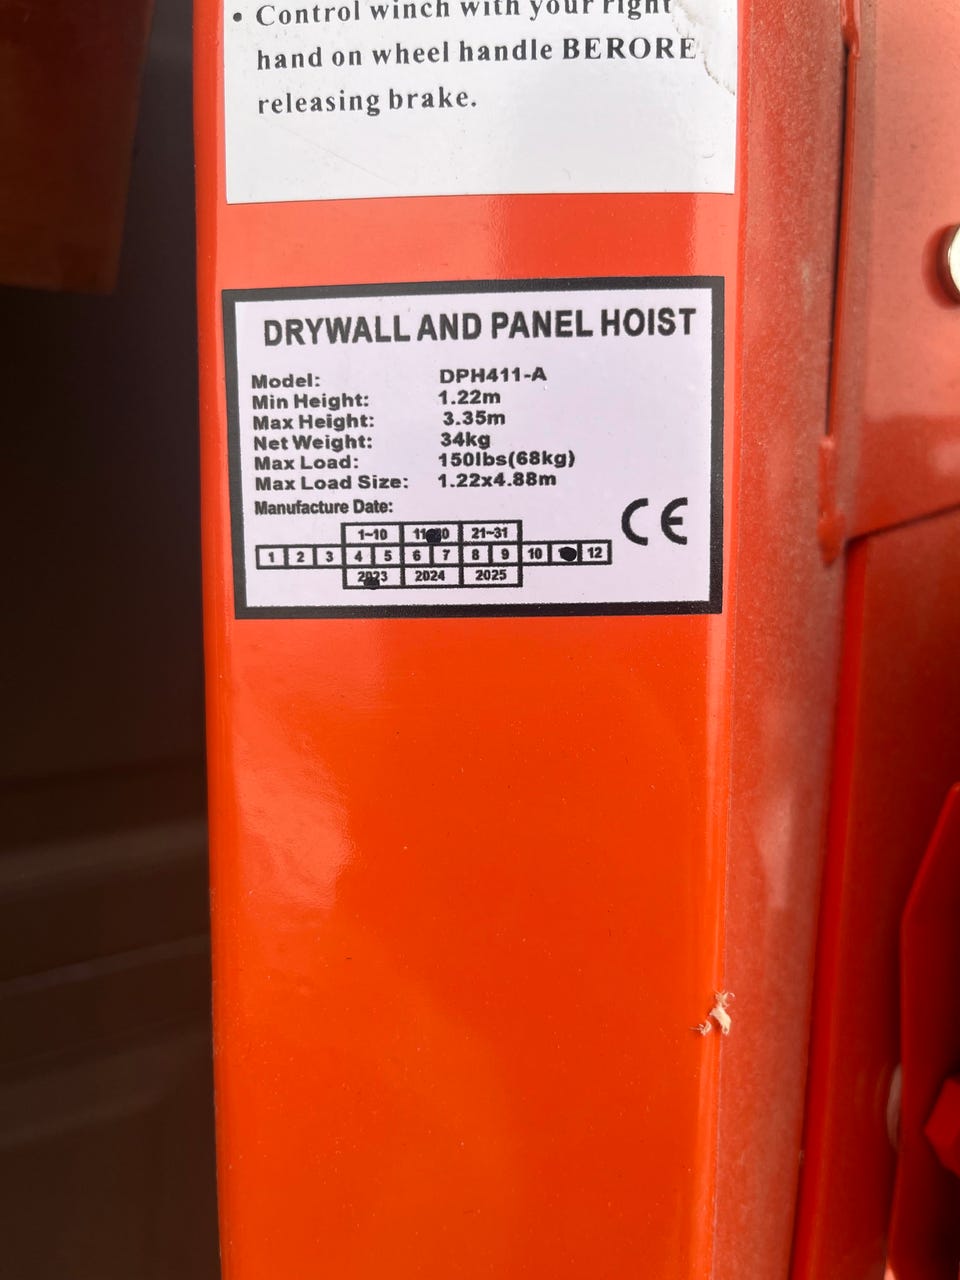 • Control winch with your right
hand on wheel handle BERORE
releasing brake.
DRYWALL AND PANEL HOIST
Model: DPH411-A
Min Height: 1.22m
Max Height: 3.35m
Net Weight: 34kg
Max Load: 150lbs(68kg)
Max Load Size: 1.22x4.88m
Manufacture Date:
CE
1~10 21~31
1 2 3 4 5 6 7 8 9 10 12
2023 2024 2025